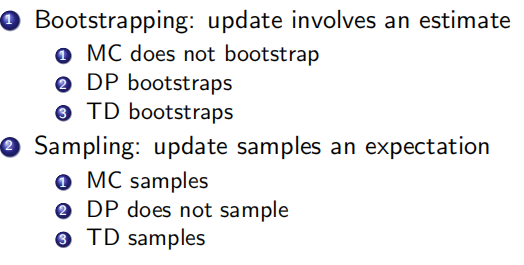 1 Bootstrapping: update involves an estimate
1 MC does not bootstrap
2 DP bootstraps
3 TD bootstraps
2 Sampling: update samples an expectation
1 MC samples
2 DP does not sample
3 TD samples